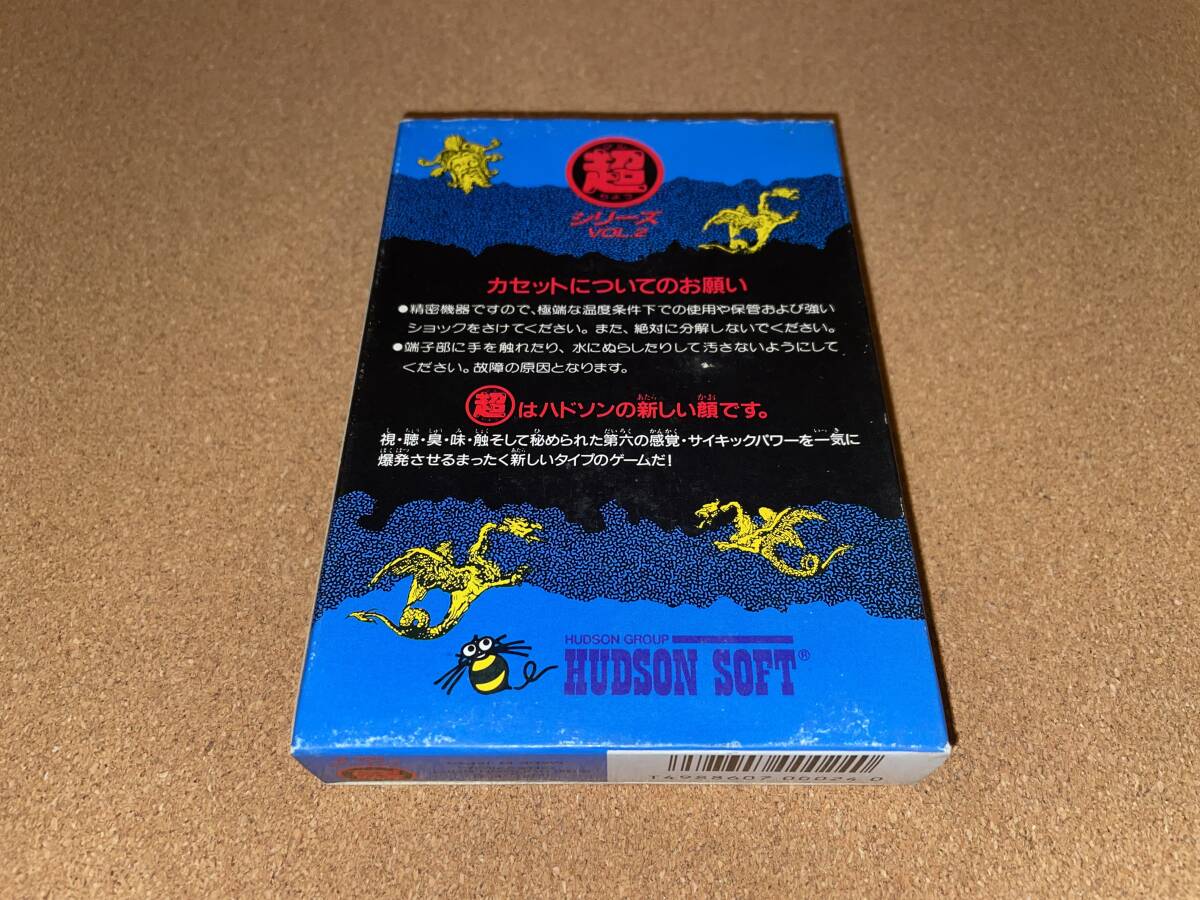 超
シリーズ
VOL.2
カセットについてのお願い
●精密機器ですので、極端な温度条件下での使用や保管および強い
ショックをさけてください。また、絶対に分解しないでください。
●端子部に手を触れたり、水にぬらしたりして汚さないようにして
ください。故障の原因となります。
超はハドソンの新しい顔です。
視・聴・臭・味・触そして秘められた第六の感覚・サイキックパワーを一気に
爆発させるまったく新しいタイプのゲームだ!
HUDSON GROUP
HUDSON SOFT®
T4988607 00024 0